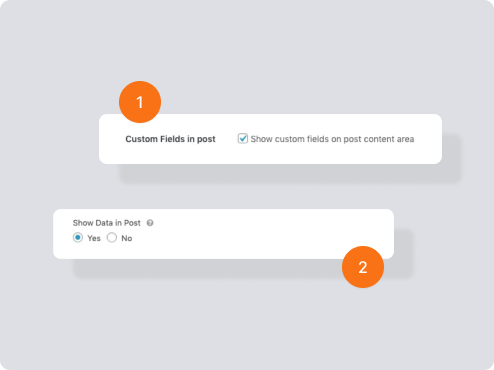 1
Custom Fields in post Show custom fields on post content area
Show Data in Post ?
Yes No
2